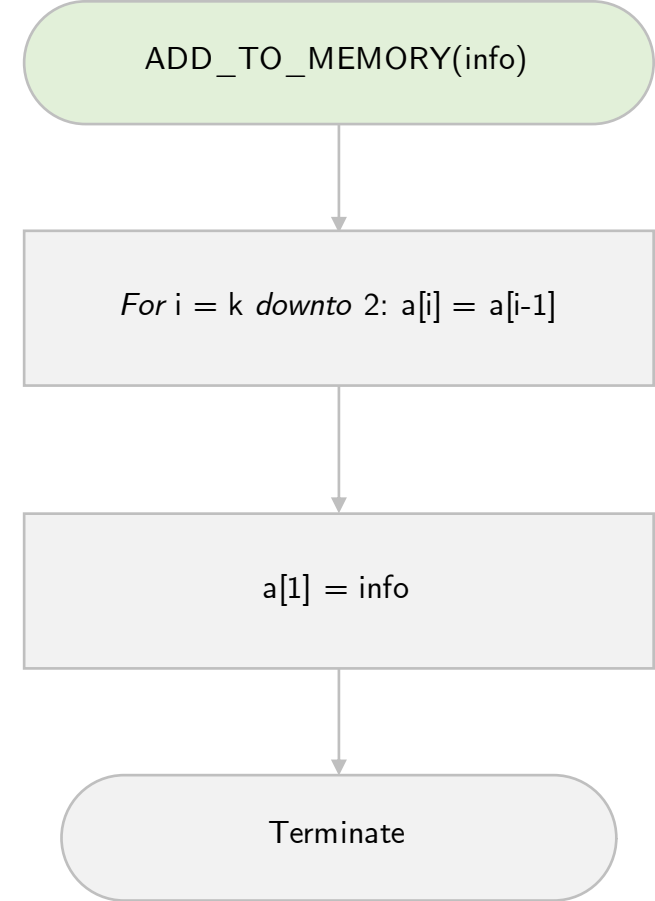 ADD_TO_MEMORY(info)
For i = k downto 2: a[i] = a[i-1]
a[1] = info
Terminate